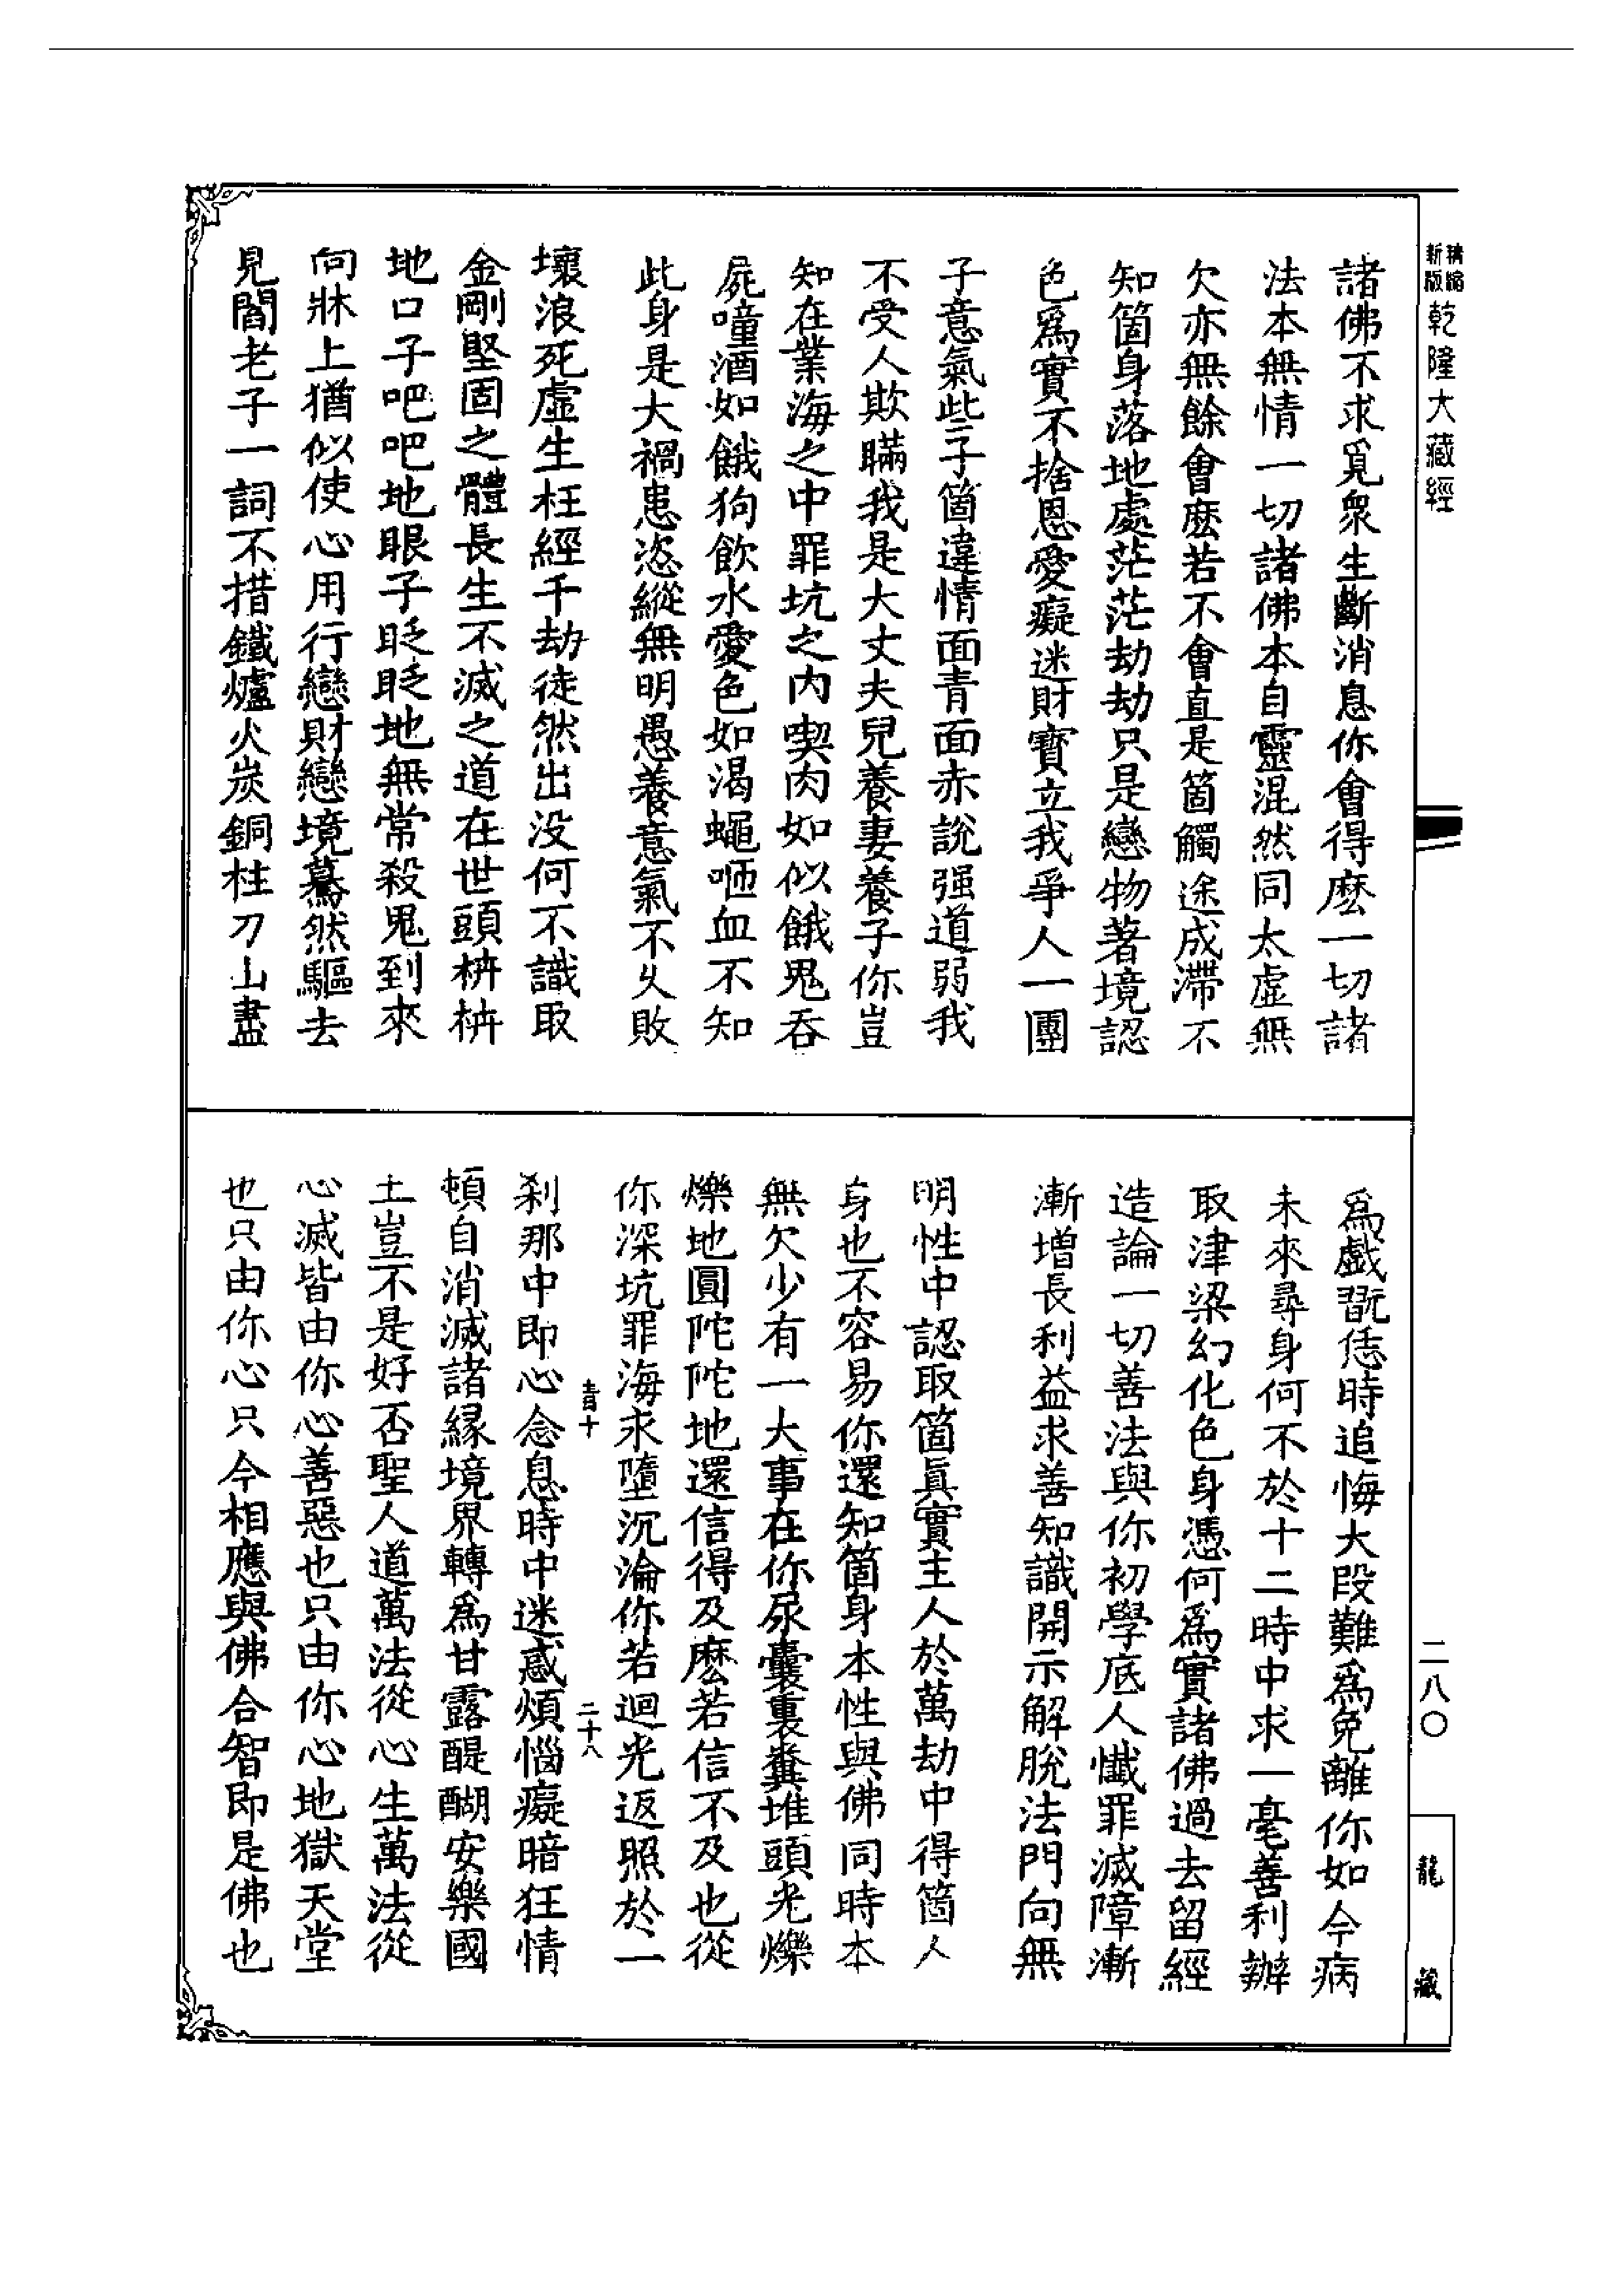 精縮新版乾隆大藏經
諸佛不求覓衆生斷消息你會得麽一切諸
法本無情一切諸佛本自靈混然同太虛無
欠亦無餘會麽若不會直是箇觸途成滯不
知箇身落地處茫茫劫劫只是戀物著境認
色爲實不捨恩愛癡迷財寶立我爭人一團
子意氣些子箇違情面青面赤說强道弱我
不受人欺瞞我是大丈夫兒養妻養子你豈
知在業海之中罪坑之内喫肉如似餓鬼吞
屍噇酒如餓狗飲水愛色如渴蠅咂血不知
此身是大禍患恣縱無明愚養意氣不久敗
壞浪死虛生枉經千劫徒然出没何不識取
金剛堅固之體長生不滅之道在世頭枿枿
地口子吧吧地眼子眨眨地無常殺鬼到來
向牀上猶似使心用行戀財戀境驀然驅去
見閻老子一詞不措鐵爐火炭銅柱刀山盡
爲戲翫恁時追悔大段難爲免離你如今病
未來尋身何不於十二時中求一毫善利辦
取津梁幻化色身憑何爲實諸佛過去留經
造論一切善法與你初學底人懺罪滅障漸
漸增長利益求善知識開示解脫法門向無
明性中認取箇眞實主人於萬劫中得箇人
身也不容易你還知箇身本性與佛同時本
無欠少有一大事在你尿囊裏糞堆頭光爍
爍地圓陀陀地還信得及麽若信不及也從
你深坑罪海求墮沉淪你若迴光返照於一
刹那中即心念息時中迷惑煩惱癡暗狂情
頓自消滅諸緣境界轉爲甘露醍醐安樂國
土豈不是好否聖人道萬法從心生萬法從
心滅皆由你心善惡也只由你心地獄天堂
也只由你心只今相應與佛合智即是佛也
二十八
二八〇
龍藏